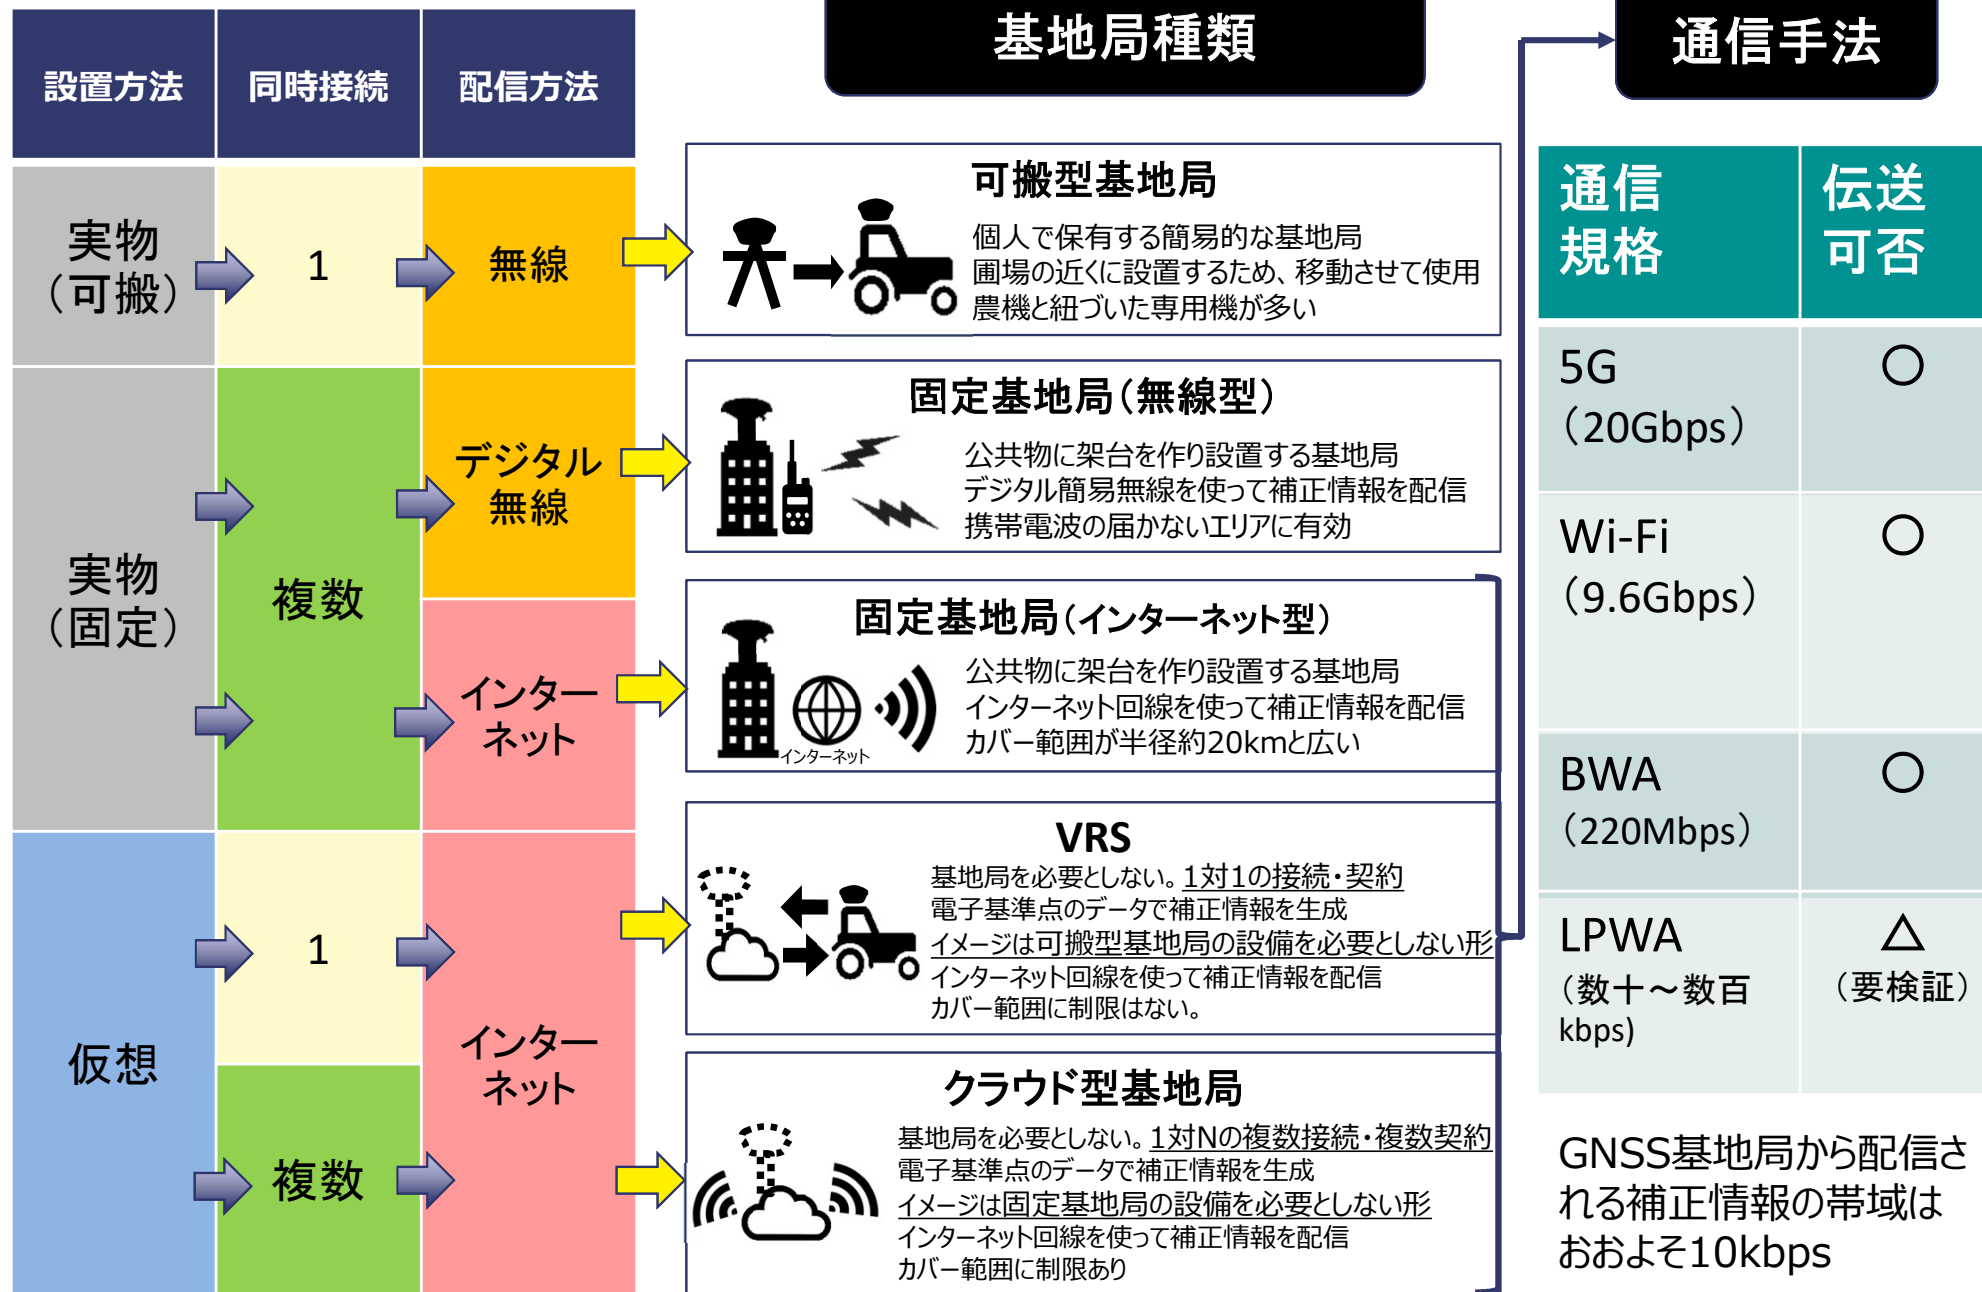 設置方法
同時接続
配信方法
基地局種類
通信手法
実物
（可搬）
1
無線
可搬型基地局
個人で保有する簡易的な基地局
圃場の近くに設置するため、移動させて使用
農機と紐づいた専用機が多い
実物
（固定）
複数
デジタル
無線
固定基地局（無線型）
公共物に架台を作り設置する基地局
デジタル簡易無線を使って補正情報を配信
携帯電波の届かないエリアに有効
インター
ネット
固定基地局（インターネット型）
インターネット
公共物に架台を作り設置する基地局
インターネット回線を使って補正情報を配信
カバー範囲が半径約20kmと広い
仮想
1
インター
ネット
VRS
基地局を必要としない。1対1の接続・契約
電子基準点のデータで補正情報を生成
イメージは可搬型基地局の設備を必要としない形
インターネット回線を使って補正情報を配信
カバー範囲に制限はない。
複数
クラウド型基地局
基地局を必要としない。1対Nの複数接続・複数契約
電子基準点のデータで補正情報を生成
イメージは固定基地局の設備を必要としない形
インターネット回線を使って補正情報を配信
カバー範囲に制限あり
通信
規格
伝送
可否
5G
（20Gbps）
〇
Wi-Fi
（9.6Gbps）
〇
BWA
（220Mbps）
〇
LPWA
（数十～数百
kbps)
△
（要検証）
GNSS基地局から配信さ
れる補正情報の帯域は
おおよそ10kbps